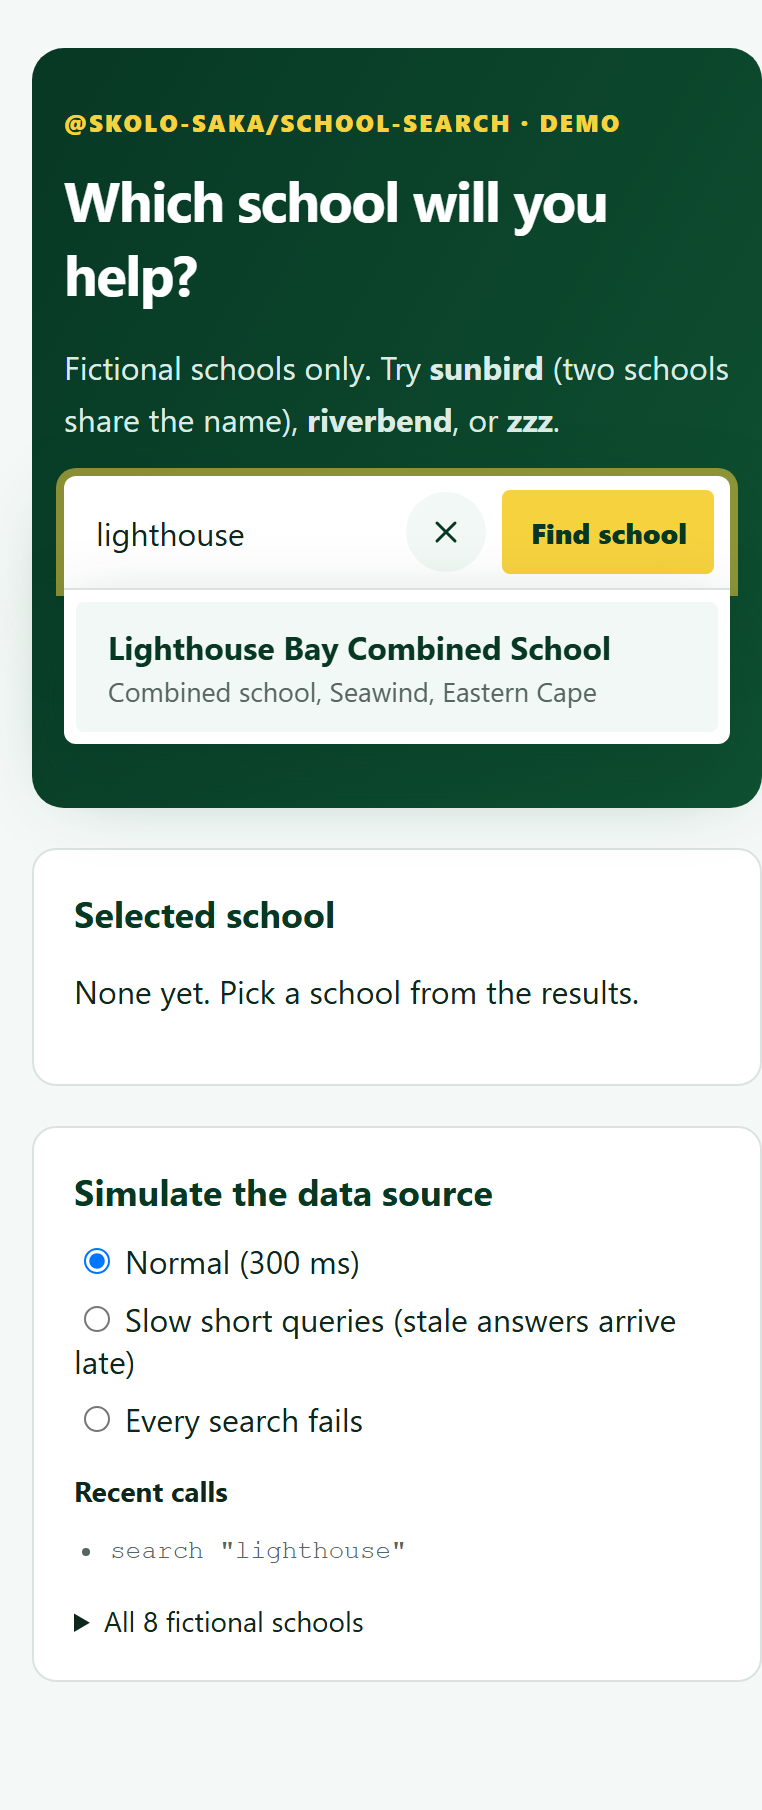 @SKOLO-SAKA/SCHOOL-SEARCH · DEMO
Which school will you
help?
Fictional schools only. Try sunbird (two schools
share the name), riverbend, or zzz.
lighthouse
Find school
Lighthouse Bay Combined School
Combined school, Seawind, Eastern Cape
Selected school
None yet. Pick a school from the results.
Simulate the data source
Normal (300 ms)
Slow short queries (stale answers arrive
late)
Every search fails
Recent calls
search "lighthouse"
All 8 fictional schools